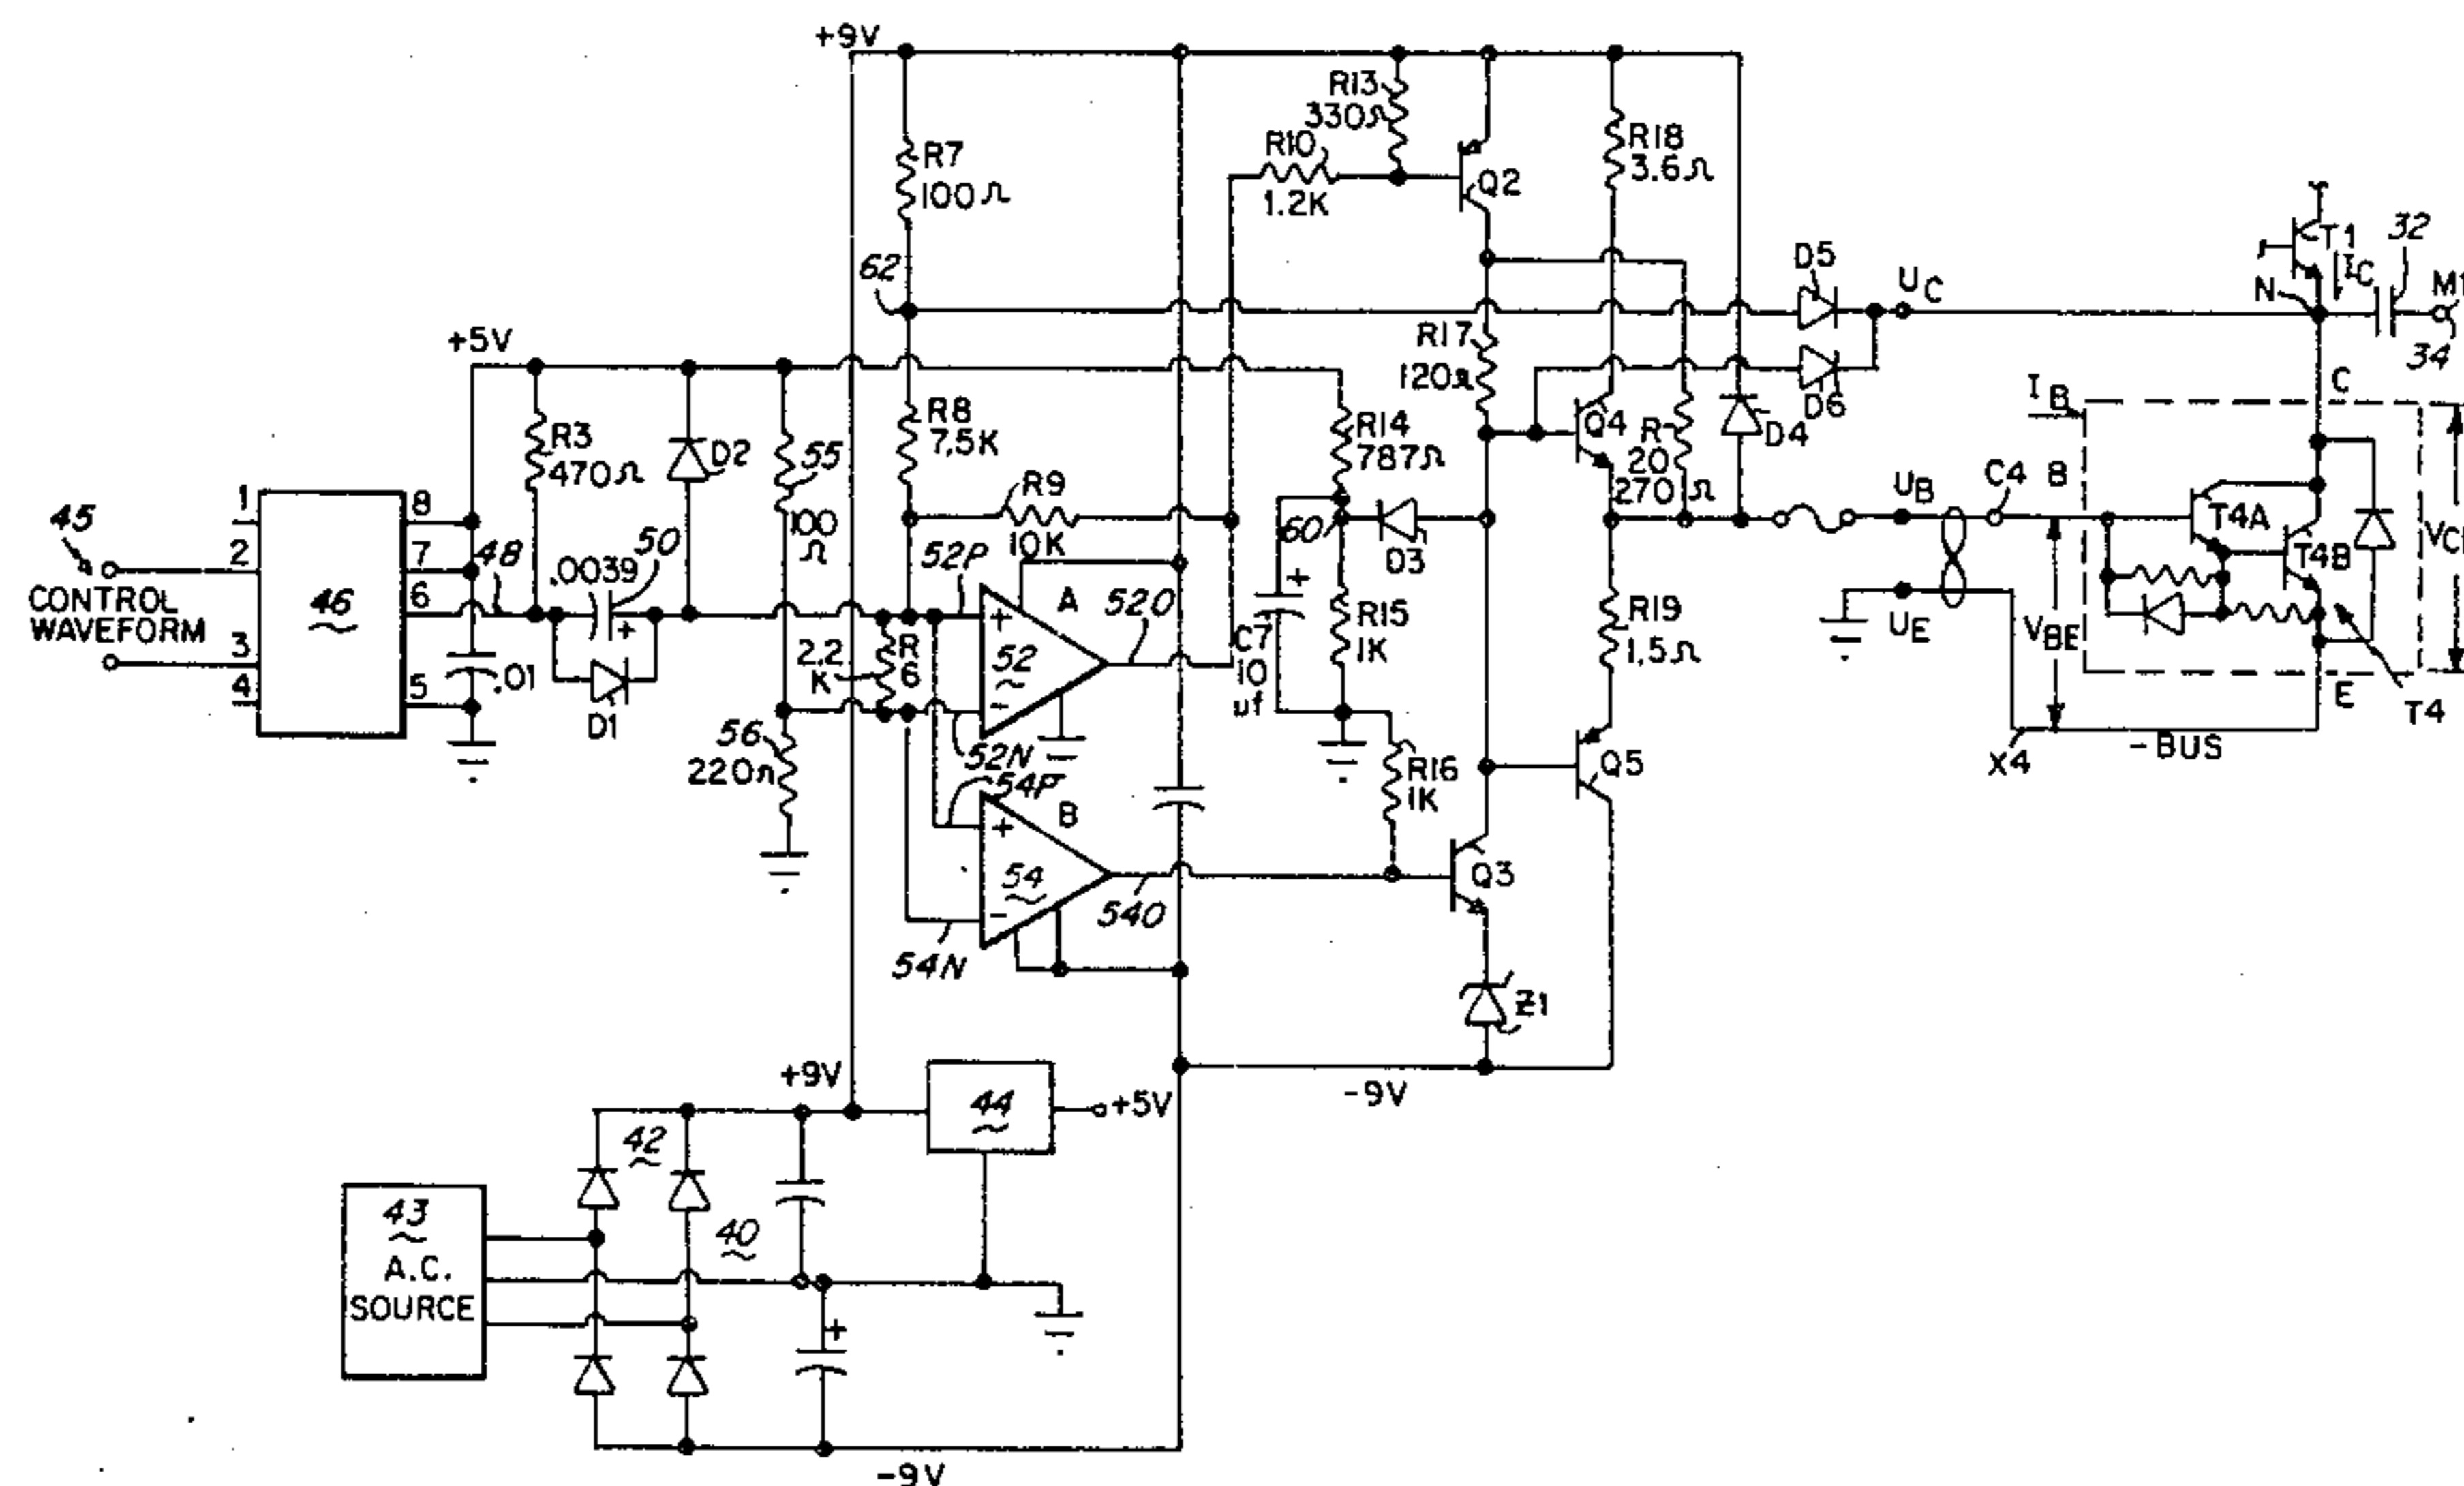 +9V
R13
330Ω
R10
1.2K
Q2
R18
3.6Ω
R7
100Ω
62
D5
UC
T1
32
IC
N
M1
34
+5V
R17
120Ω
D6
C
IB
R3
470Ω
D2
55
100
Ω
R8
7.5K
R14
787Ω
Q4
R
20
270Ω
D4
45
1
2
3
4
46
8
7
6
5
48
.0039
50
R9
10K
60
D3
UB
C4
B
T4A
T4B
CONTROL
WAVEFORM
.01
D1
52P
A
+
52
-
520
2.2
K
R
6
C7
10
uf
+
R15
1K
R19
1.5Ω
UE
VBE
E
T4
X4
-BUS
56
220Ω
52N
54P
B
+
54
-
540
54N
R16
1K
Q5
Q3
Z1
-9V
+9V
44
+5V
42
43
A.C.
SOURCE
40
+
-9V